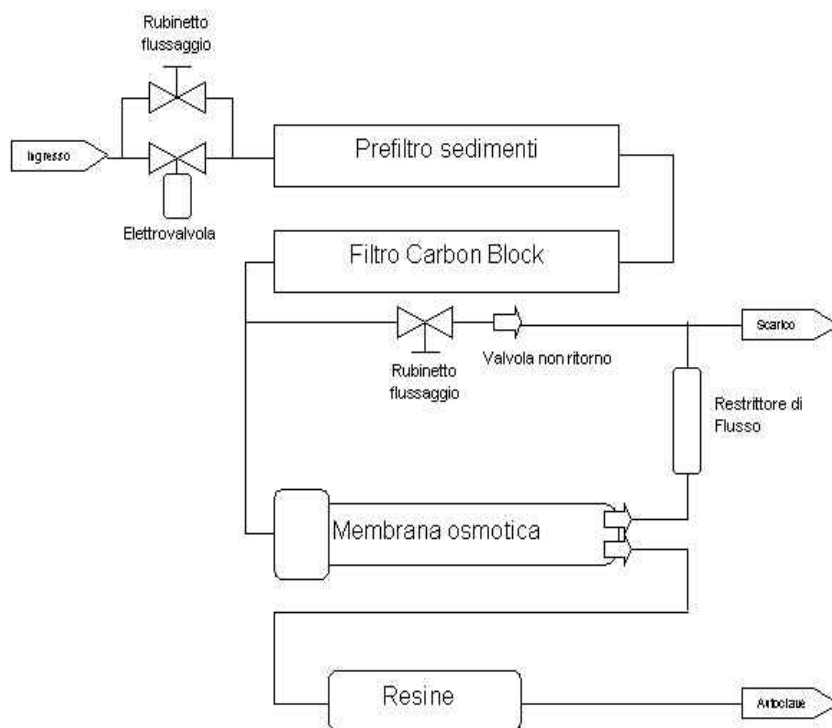 Rubinetto
flussaggio
Prefiltro sedimenti
Ingresso
Elettrovalvola
Filtro Carbon Block
Scarico
Valvola non ritorno
Rubinetto
flussaggio
Restrittore di
Flusso
Membrana osmotica
Resine
Autoclave